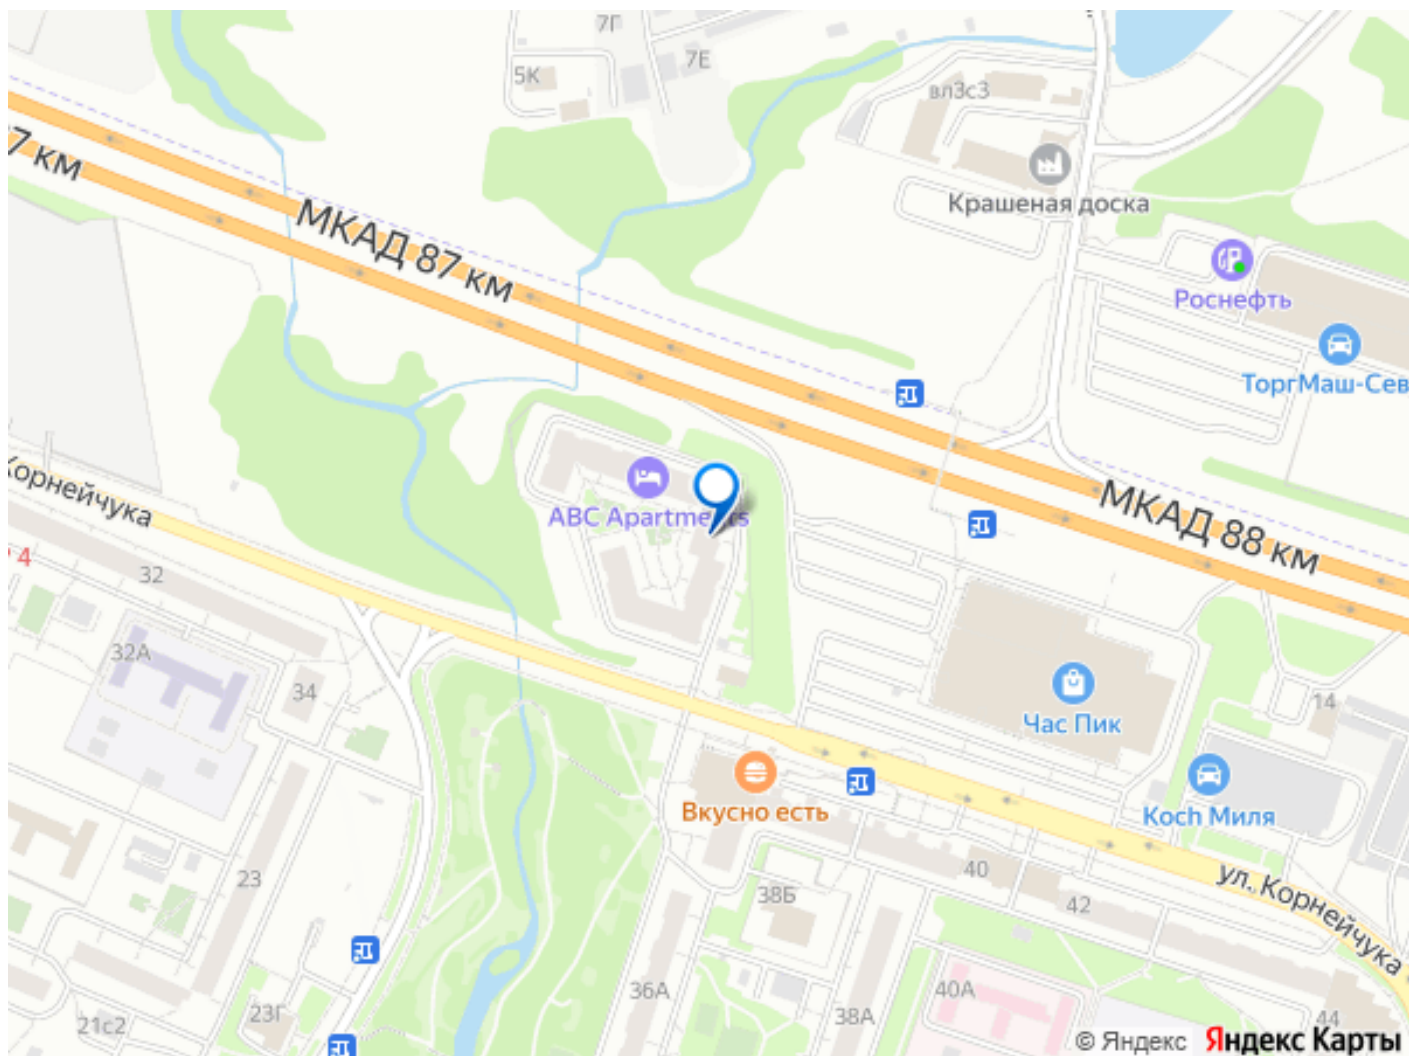 7Г
7Е
5К
вл3с3
Крашеная доска
7 км
МКАД 87 км
Роснефть
ТоргМаш-Сев
ABC Apartments
Корнейчука
МКАД 88 км
4
32
32А
34
Час Пик
14
Вкусно есть
Koch Миля
23
40
ул. Корнейчука
38Б
42
36А
40А
23Г
21с2
38А
44
© Яндекс Яндекс Карты